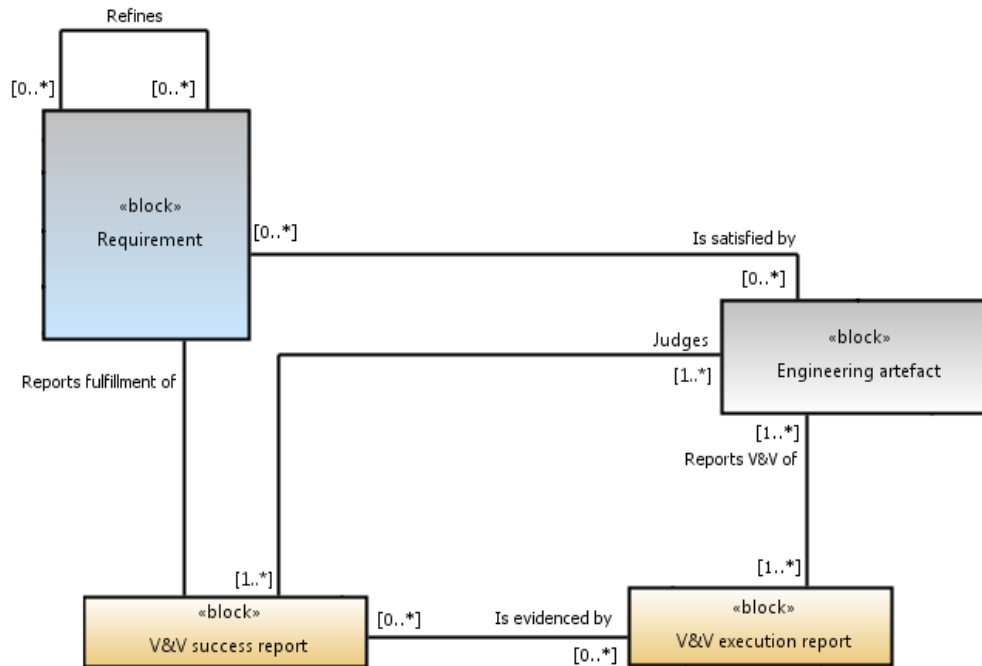 Refines
[0..*]
[0..*]
«block»
Requirement
[0..*]
Is satisfied by
[0..*]
«block»
Engineering artefact
Judges
[1..*]
Reports fulfillment of
[1..*]
Reports V&V of
[1..*]
[1..*]
«block»
V&V success report
[0..*]
Is evidenced by
[0..*]
«block»
V&V execution report